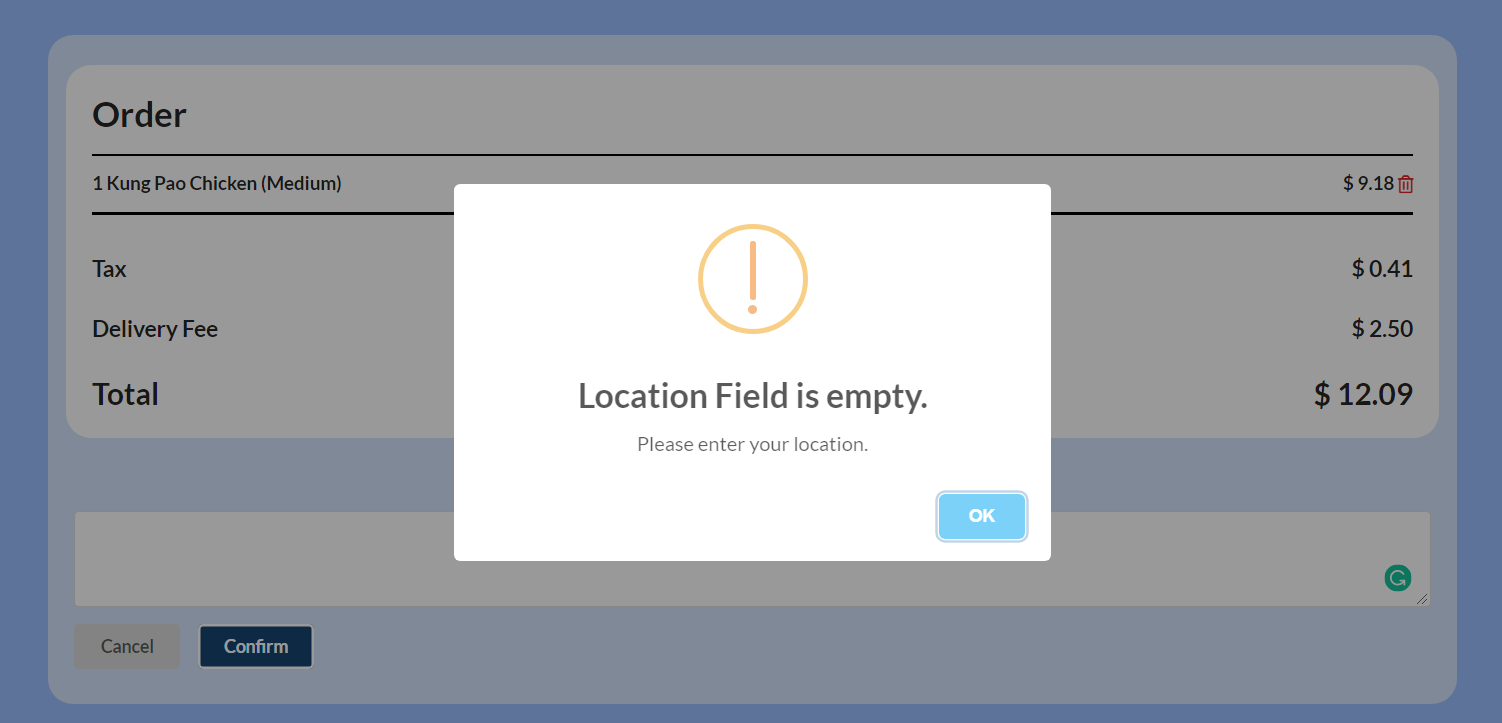 Order
1 Kung Pao Chicken (Medium) $ 9.18
Tax $ 0.41
Delivery Fee $ 2.50
Total $ 12.09
Location Field is empty.
Please enter your location.
OK
Cancel Confirm